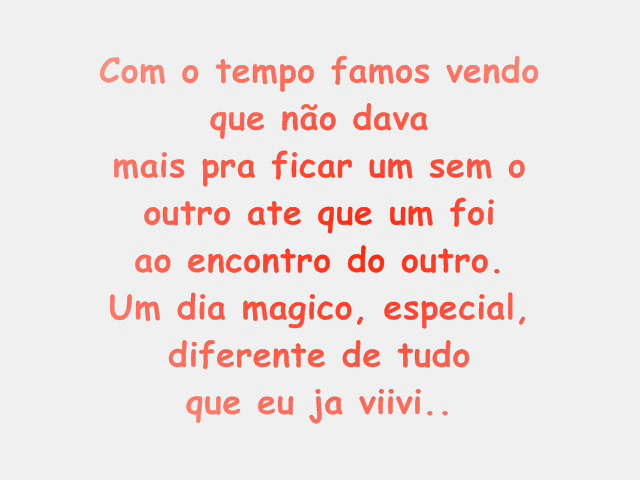 Com o tempo famos vendo
que não dava
mais pra ficar um sem o
outro ate que um foi
ao encontro do outro.
Um dia magico, especial,
diferente de tudo
que eu ja viivi..